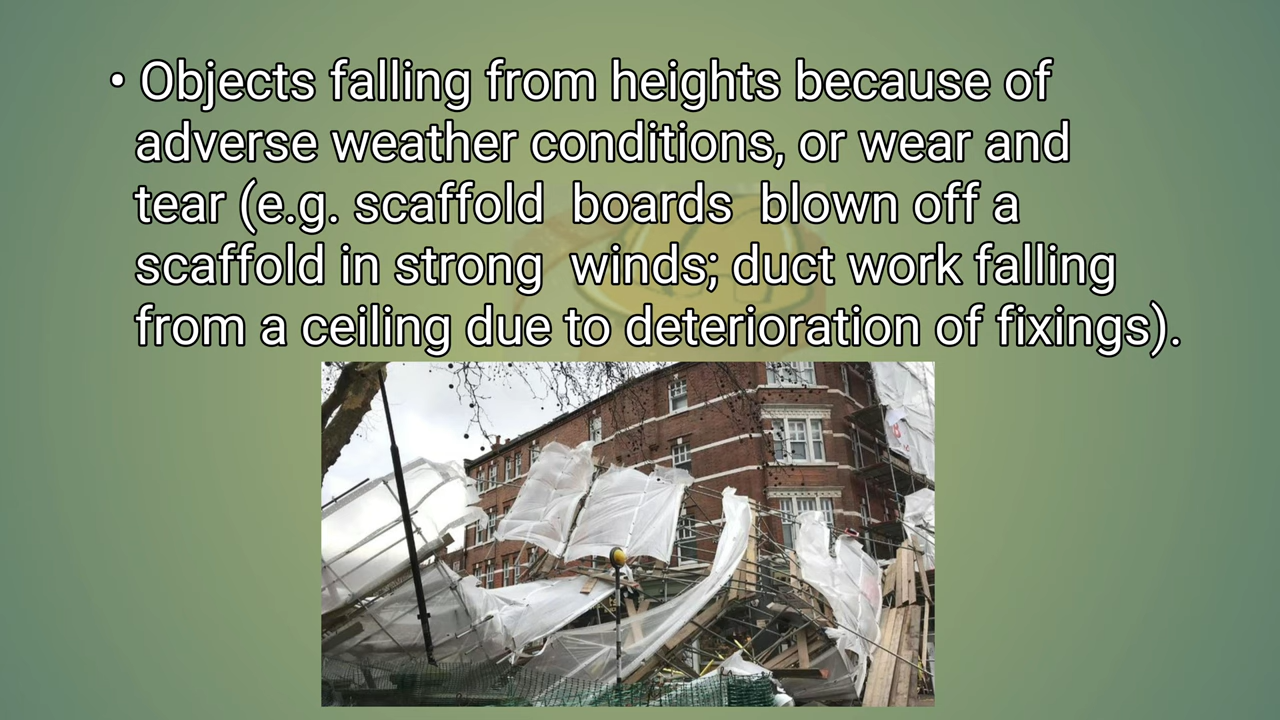 • Objects falling from heights because of
adverse weather conditions, or wear and
tear (e.g. scaffold  boards  blown off a
scaffold in strong  winds; duct work falling
from a ceiling due to deterioration of fixings).